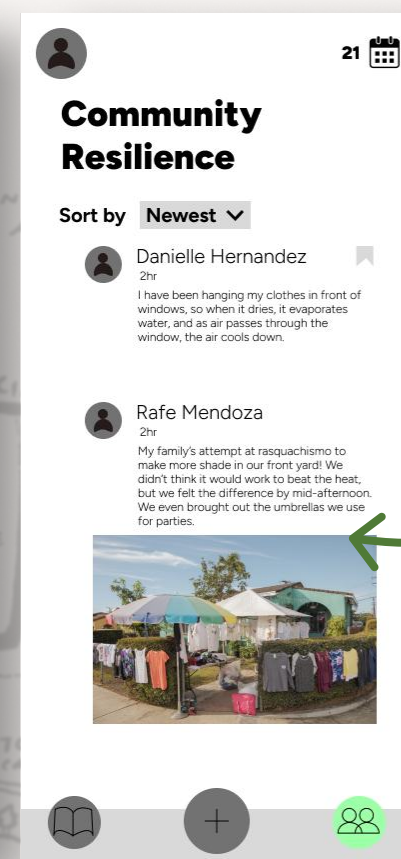 21
Community
Resilience
Sort by Newest
Danielle Hernandez
2hr
I have been hanging my clothes in front of
windows, so when it dries, it evaporates
water, and as air passes through the
window, the air cools down.
Rafe Mendoza
2hr
My family's attempt at rasquachismo to
make more shade in our front yard! We
didn't think it would work to beat the heat,
but we felt the difference by mid-afternoon.
We even brought out the umbrellas we use
for parties.